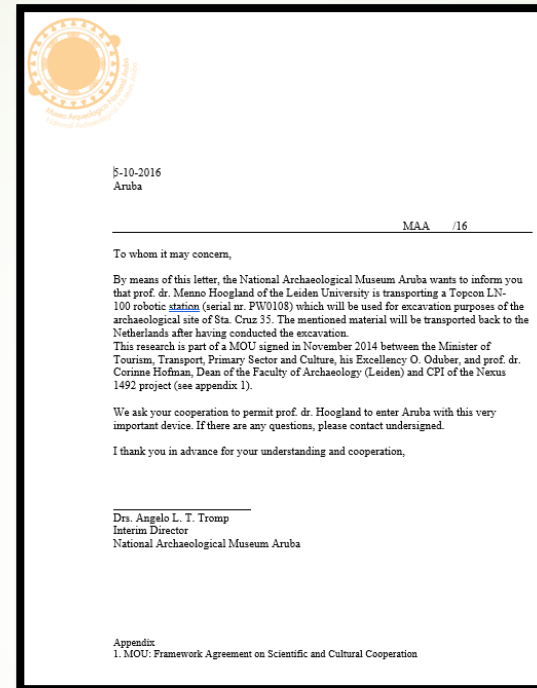 Museo Arqueologico Nacional Aruba
National Archaeological Museum Aruba
5-10-2016
Aruba
MAA /16
To whom it may concern,
By means of this letter, the National Archaeological Museum Aruba wants to inform you
that prof. dr. Menno Hoogland of the Leiden University is transporting a Topcon LN-
100 robotic station (serial nr. PW0108) which will be used for excavation purposes of the
archaeological site of Sta. Cruz 35. The mentioned material will be transported back to the
Netherlands after having conducted the excavation.
This research is part of a MOU signed in November 2014 between the Minister of
Tourism, Transport, Primary Sector and Culture, his Excellency O. Oduber, and prof. dr.
Corinne Hofman, Dean of the Faculty of Archaeology (Leiden) and CPI of the Nexus
1492 project (see appendix 1).
We ask your cooperation to permit prof. dr. Hoogland to enter Aruba with this very
important device. If there are any questions, please contact undersigned.
I thank you in advance for your understanding and cooperation,
Drs. Angelo L. T. Tromp
Interim Director
National Archaeological Museum Aruba
Appendix
1. MOU: Framework Agreement on Scientific and Cultural Cooperation